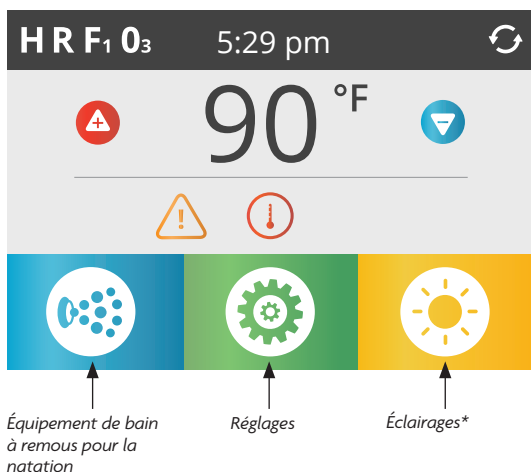 H R F₁ 0₃ 5:29 pm
90 °F
Équipement de bain
à remous pour la
natation
Réglages
Éclairages*